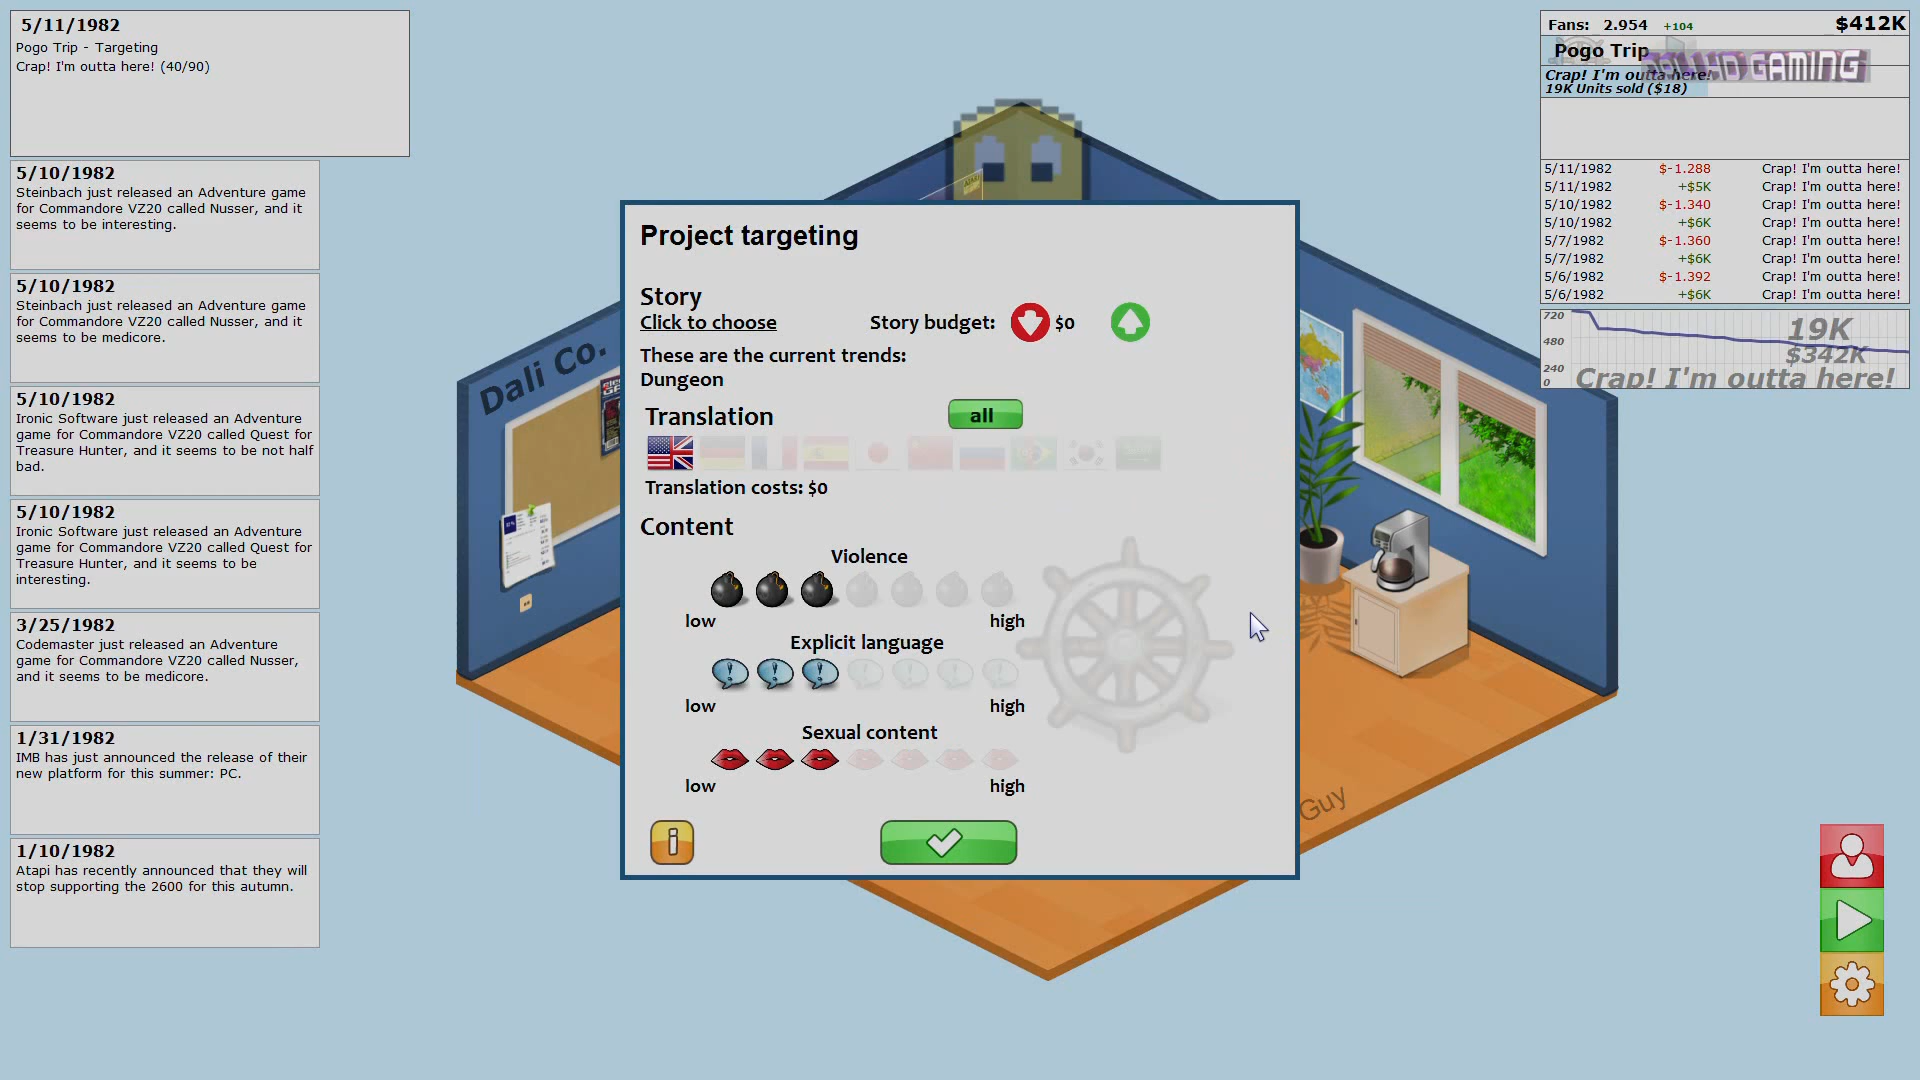 5/11/1982
Pogo Trip - Targeting
Crap! I'm outta here! (40/90)
5/10/1982
Steinbach just released an Adventure game
for Commandore VZ20 called Nusser, and it
seems to be interesting.
5/10/1982
Steinbach just released an Adventure game
for Commandore VZ20 called Nusser, and it
seems to be medicore.
5/10/1982
Ironic Software just released an Adventure
game for Commandore VZ20 called Quest for
Treasure Hunter, and it seems to be not half
bad.
5/10/1982
Ironic Software just released an Adventure
game for Commandore VZ20 called Quest for
Treasure Hunter, and it seems to be
interesting.
3/25/1982
Codemaster just released an Adventure
game for Commandore VZ20 called Nusser,
and it seems to be medicore.
1/31/1982
IMB has just announced the release of their
new platform for this summer: PC.
1/10/1982
Atapi has recently announced that they will
stop supporting the 2600 for this autumn.
Dali Co.
Project targeting
Story
Click to choose
Story budget: $0
These are the current trends:
Dungeon
Translation
all
Translation costs: $0
Content
Violence
low high
Explicit language
low high
Sexual content
low high
Guy
Fans: 2.954 +104 $412K
Pogo Trip
HD GAMING
Crap! I'm outta here!
19K Units sold ($18)
5/11/1982 $-1.288 Crap! I'm outta here!
5/11/1982 +$5K Crap! I'm outta here!
5/10/1982 $-1.340 Crap! I'm outta here!
5/10/1982 +$6K Crap! I'm outta here!
5/7/1982 $-1.360 Crap! I'm outta here!
5/7/1982 +$6K Crap! I'm outta here!
5/6/1982 $-1.392 Crap! I'm outta here!
5/6/1982 +$6K Crap! I'm outta here!
720
480
240
0
19K
$342K
Crap! I'm outta here!